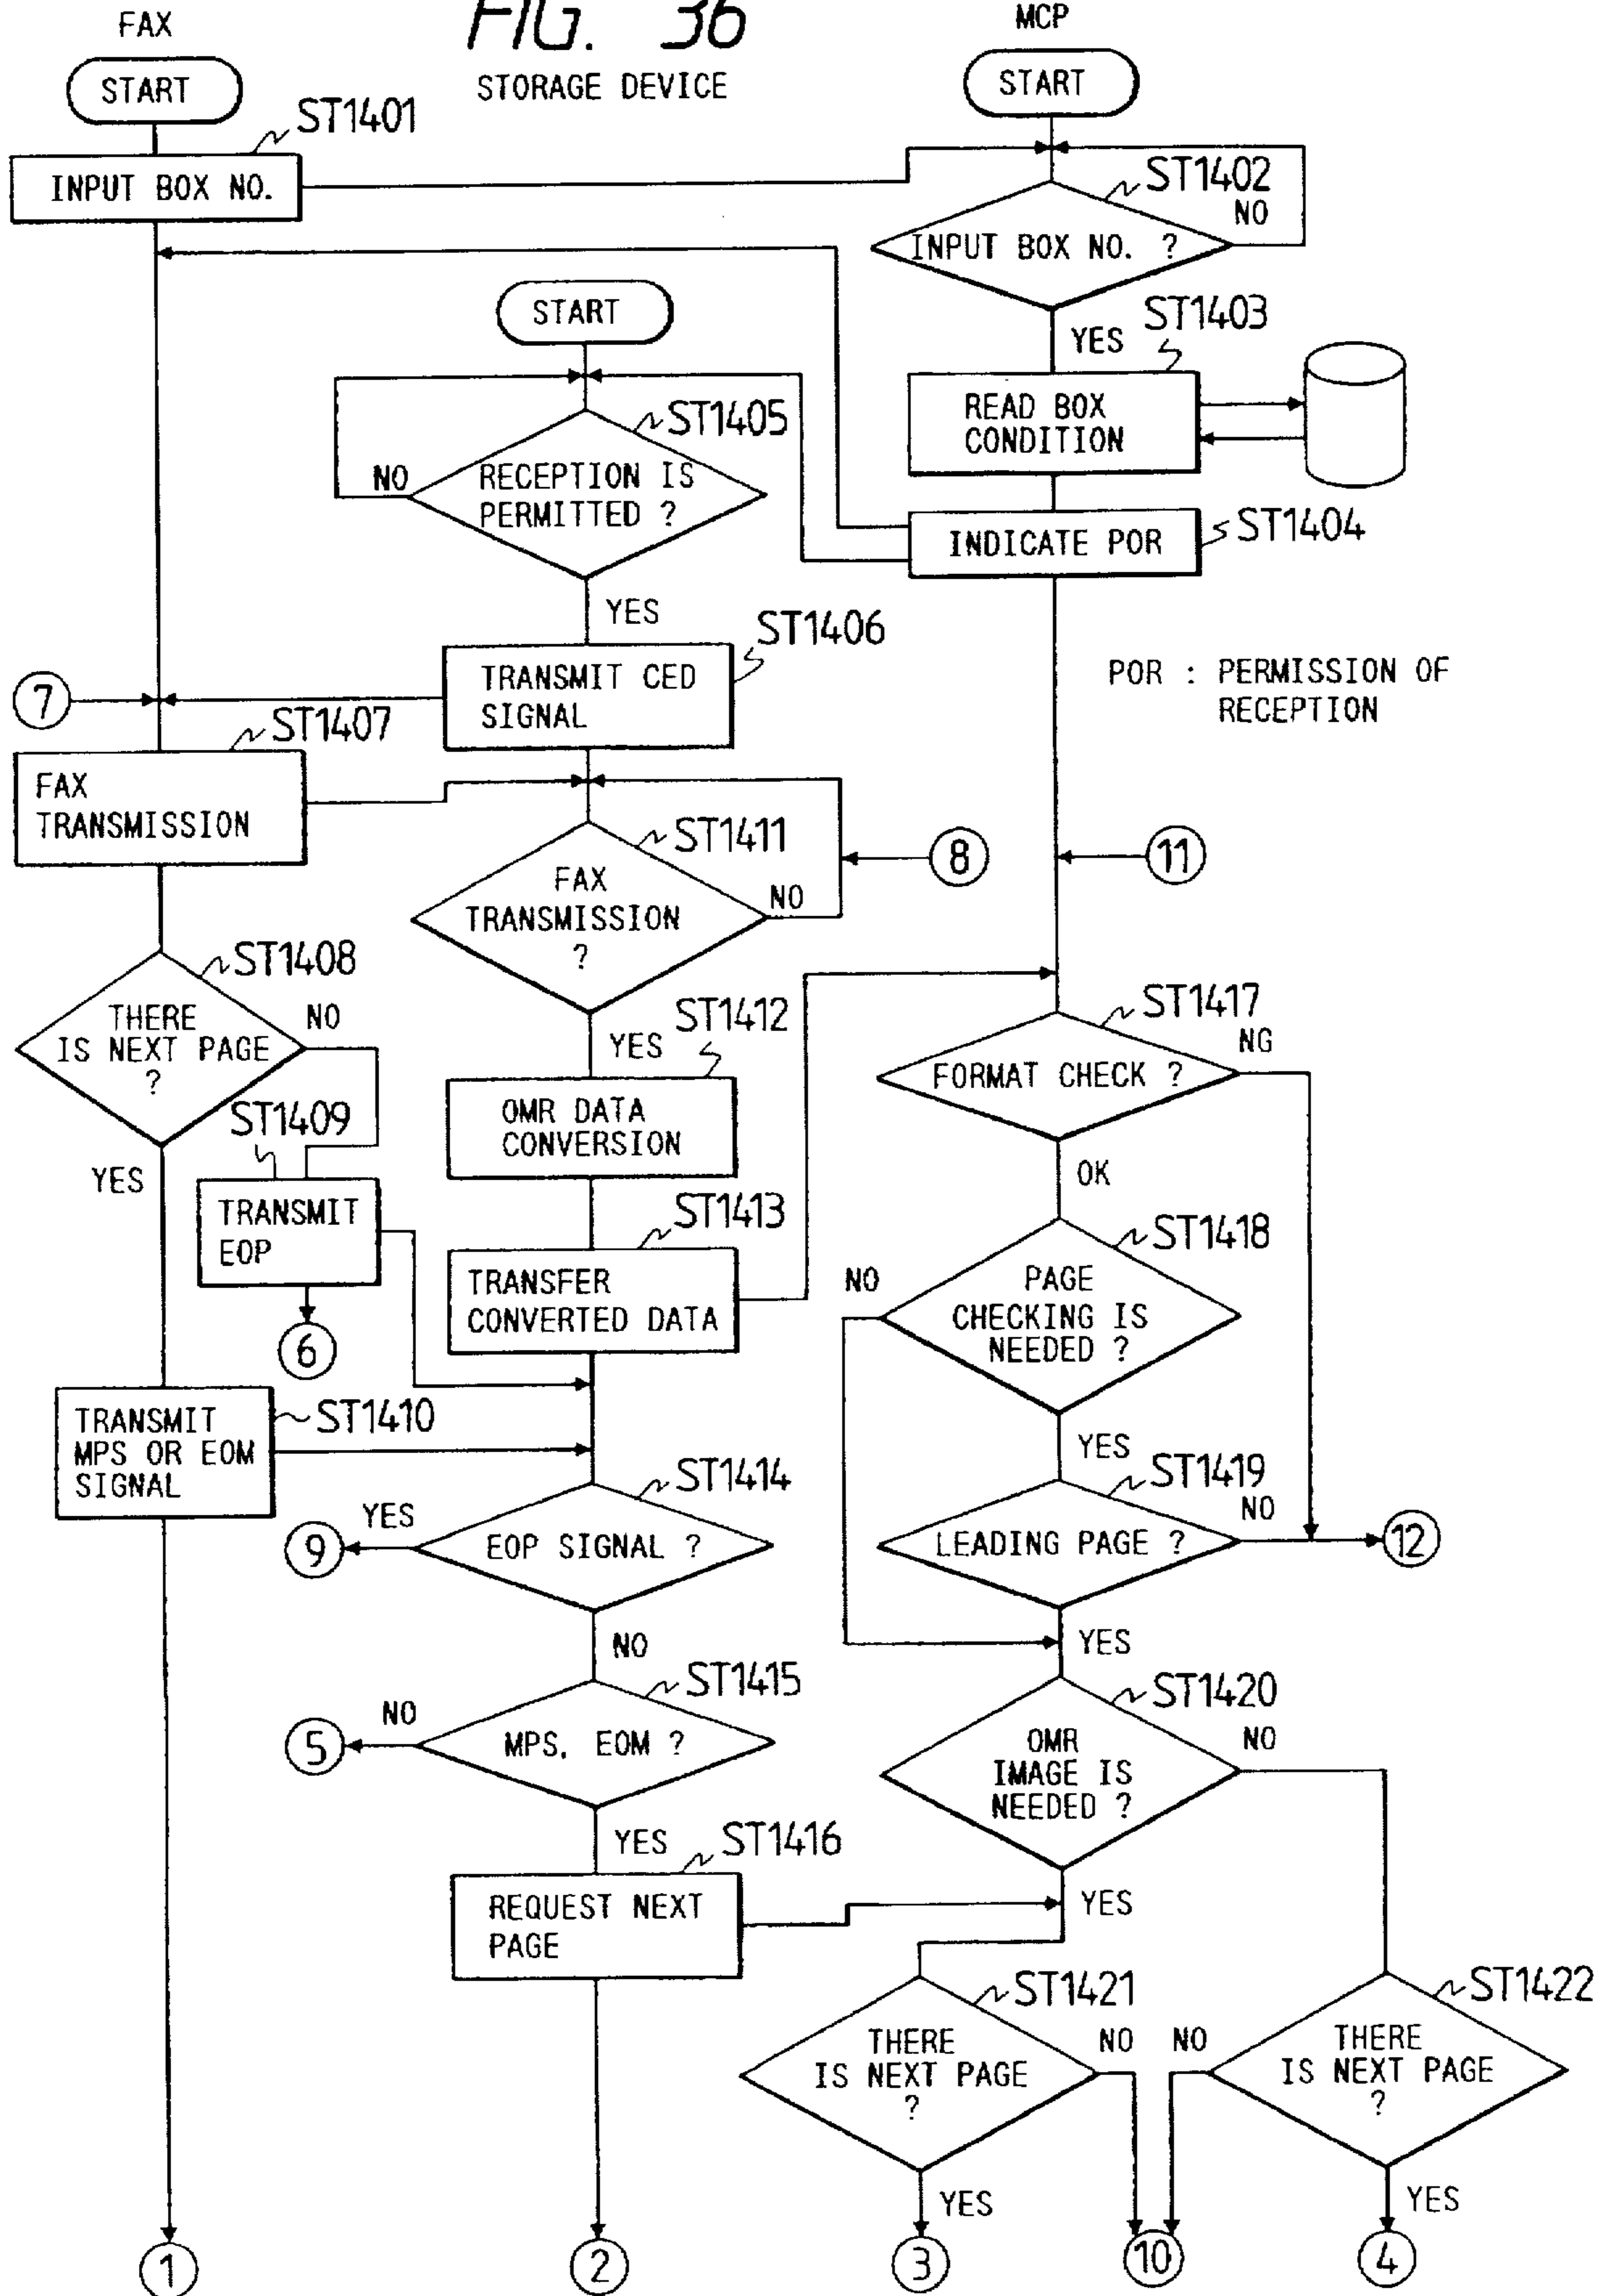 FIG. 36
STORAGE DEVICE
FAX
MCP
START
START
ST1401
INPUT BOX NO.
ST1402
INPUT BOX NO. ?
NO
YES
START
ST1403
READ BOX
CONDITION
ST1405
RECEPTION IS
PERMITTED ?
NO
YES
INDICATE POR
ST1404
ST1406
TRANSMIT CED
SIGNAL
POR : PERMISSION OF
RECEPTION
7
ST1407
FAX
TRANSMISSION
ST1411
FAX
TRANSMISSION
?
NO
YES
8
11
ST1408
THERE
IS NEXT PAGE
?
NO
YES
ST1412
OMR DATA
CONVERSION
ST1417
FORMAT CHECK ?
NG
OK
ST1409
TRANSMIT
EOP
6
ST1413
TRANSFER
CONVERTED DATA
ST1418
PAGE
CHECKING IS
NEEDED ?
NO
YES
TRANSMIT
MPS OR EOM
SIGNAL
ST1410
ST1414
EOP SIGNAL ?
YES
9
NO
ST1419
LEADING PAGE ?
NO
12
YES
ST1415
MPS. EOM ?
NO
5
YES
ST1420
OMR
IMAGE IS
NEEDED ?
NO
YES
ST1416
REQUEST NEXT
PAGE
ST1421
THERE
IS NEXT PAGE
?
NO
YES
ST1422
THERE
IS NEXT PAGE
?
NO
YES
1
2
3
10
4